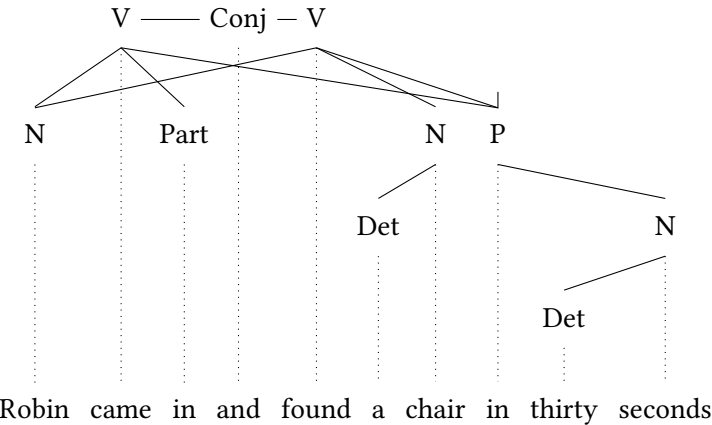 V Conj V
N Part N P
Det N
Det
Robin came in and found a chair in thirty seconds